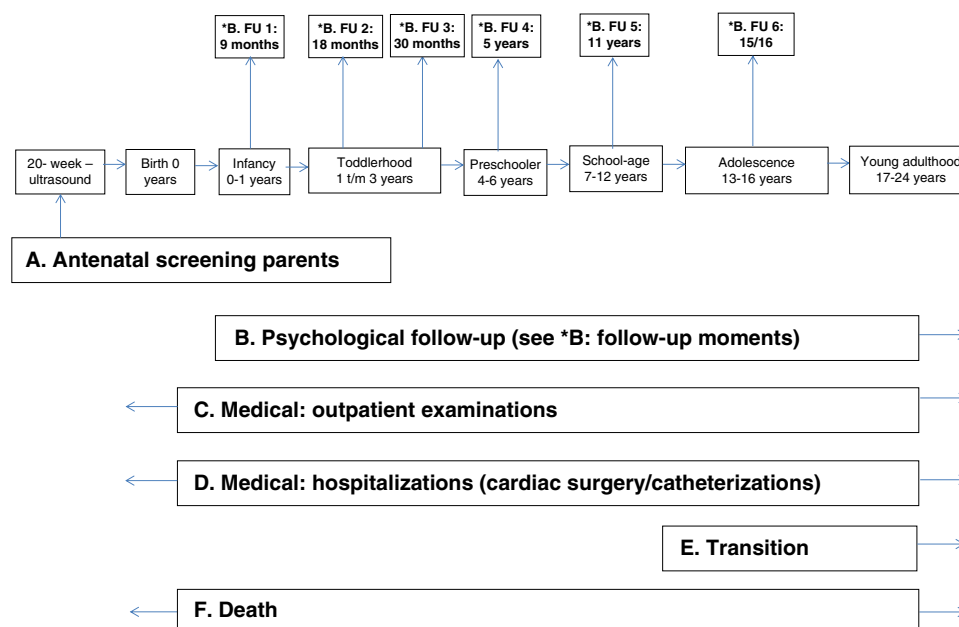 *B. FU 1:
9 months
*B. FU 2:
18 months
*B. FU 3:
30 months
*B. FU 4:
5 years
*B. FU 5:
11 years
*B. FU 6:
15/16
20- week –
ultrasound
Birth 0
years
Infancy
0-1 years
Toddlerhood
1 t/m 3 years
Preschooler
4-6 years
School-age
7-12 years
Adolescence
13-16 years
Young adulthood
17-24 years
A. Antenatal screening parents
B. Psychological follow-up (see *B: follow-up moments)
C. Medical: outpatient examinations
D. Medical: hospitalizations (cardiac surgery/catheterizations)
E. Transition
F. Death